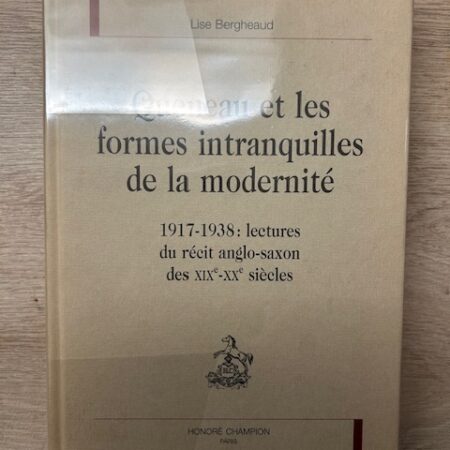 Lise Bergheaud
Queneau et les
formes intranquilles
de la modernité
1917-1938 : lectures
du récit anglo-saxon
des XIXe-XXe siècles
HONORÉ CHAMPION
PARIS